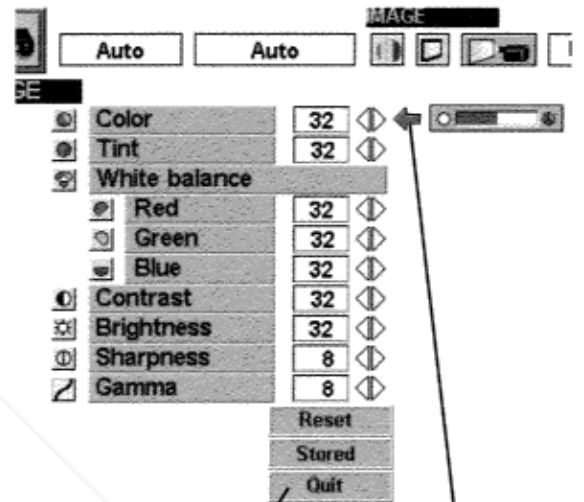 IMAGE
Auto Auto
GE
Color 32
Tint 32
White balance
Red 32
Green 32
Blue 32
Contrast 32
Brightness 32
Sharpness 8
Gamma 8
Reset
Stored
Quit